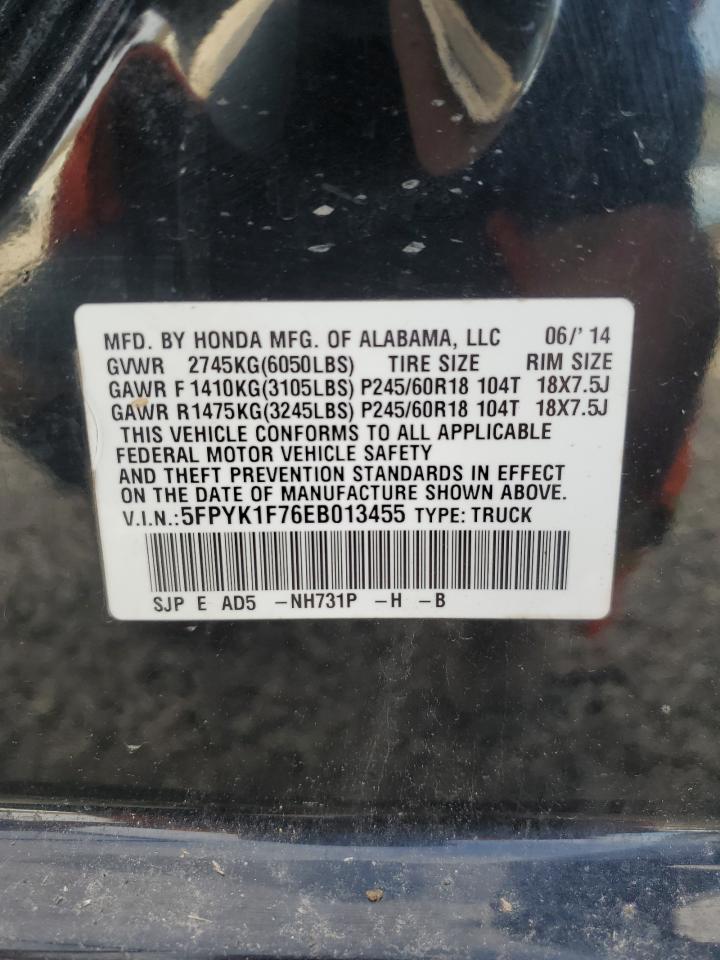 MFD. BY HONDA MFG. OF ALABAMA, LLC 06/'14
GVWR 2745KG(6050LBS) TIRE SIZE RIM SIZE
GAWR F 1410KG(3105LBS) P245/60R18 104T 18X7.5J
GAWR R1475KG(3245LBS) P245/60R18 104T 18X7.5J
THIS VEHICLE CONFORMS TO ALL APPLICABLE
FEDERAL MOTOR VEHICLE SAFETY
AND THEFT PREVENTION STANDARDS IN EFFECT
ON THE DATE OF MANUFACTURE SHOWN ABOVE.
V.I.N.:5FPYK1F76EB013455 TYPE: TRUCK
SJP E AD5 -NH731P -H -B